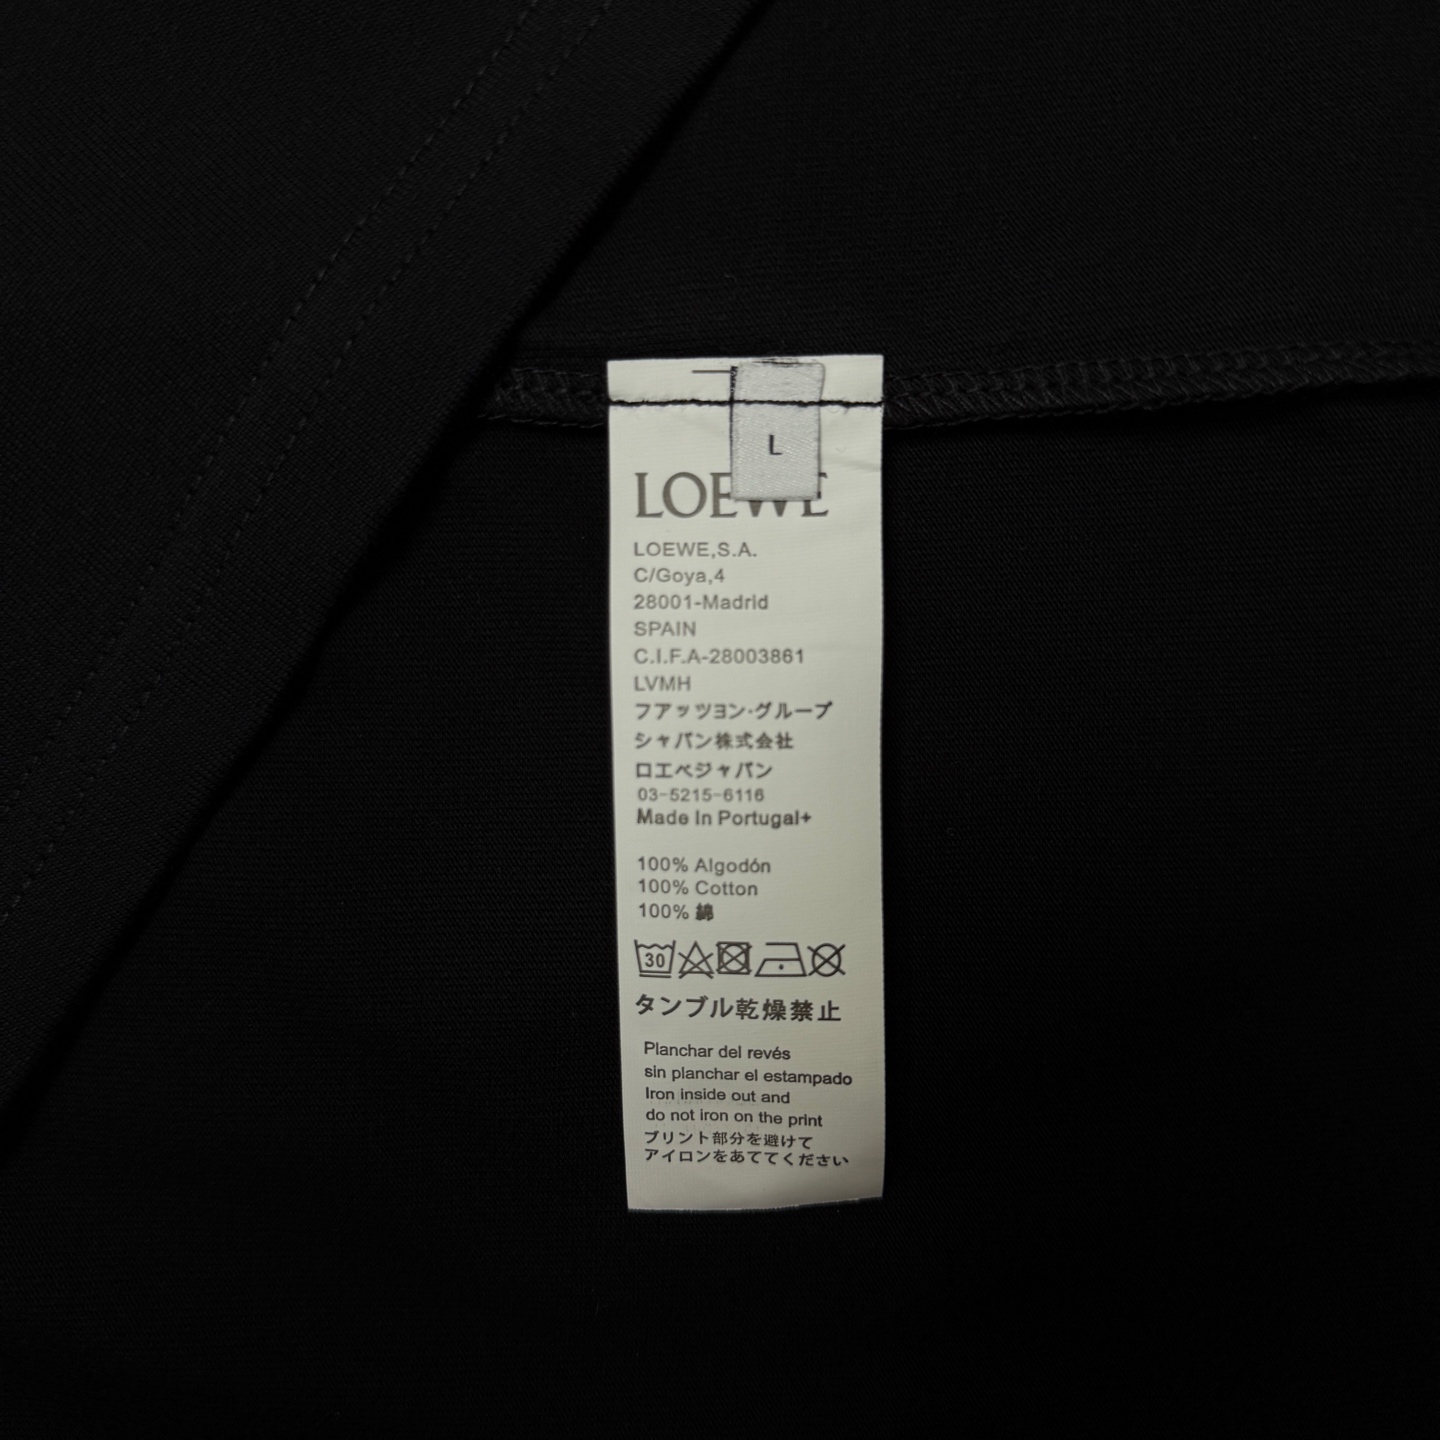 L
LOEWE
LOEWE,S.A.
C/Goya,4
28001-Madrid
SPAIN
C.I.F.A-28003861
LVMH
フアッツヨン·グループ
シャパン株式会社
ロエベジャパン
03-5215-6116
Made In Portugal+
100% Algodón
100% Cotton
100% 綿
30
タンブル乾燥禁止
Planchar del revés
sin planchar el estampado
Iron inside out and
do not iron on the print
プリント部分を避けて
アイロンをあててください